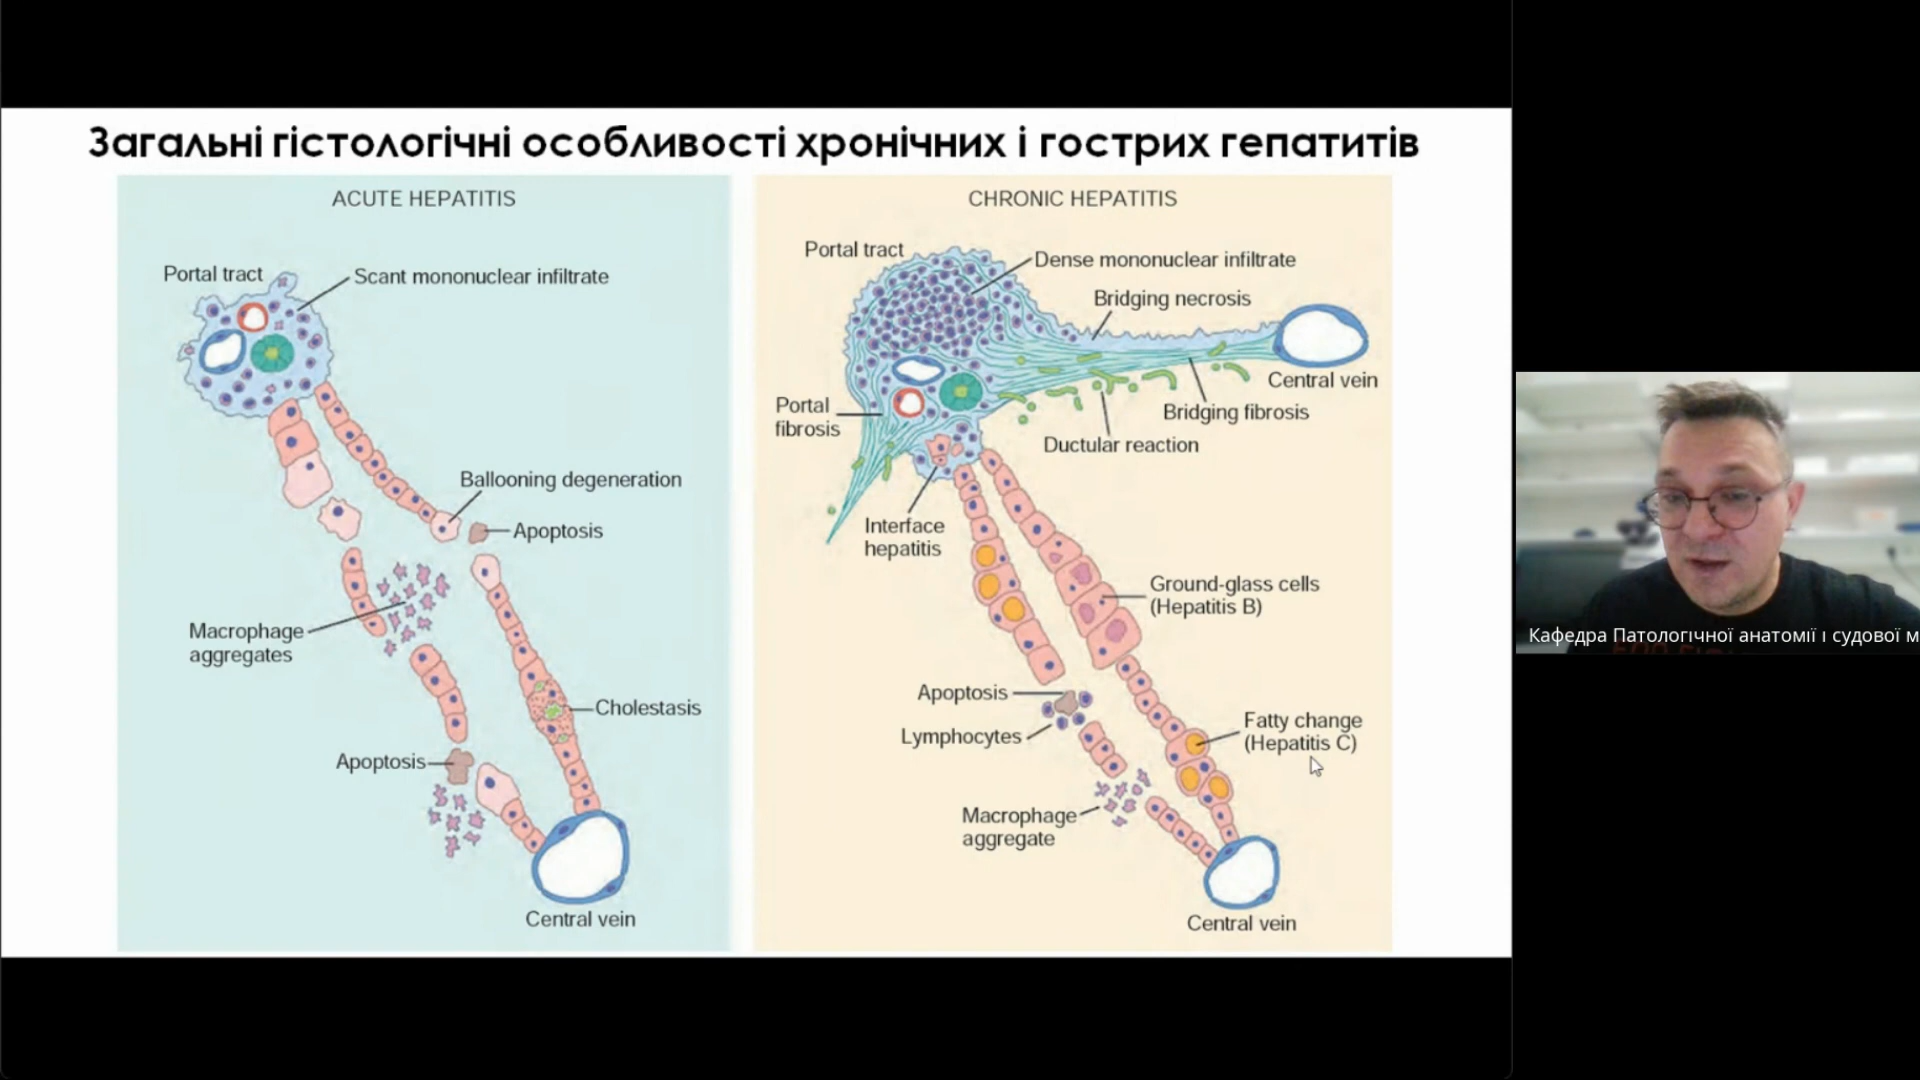 Загальні гістологічні особливості хронічних і гострих гепатитів
ACUTE HEPATITIS
Portal tract
Scant mononuclear infiltrate
Ballooning degeneration
Apoptosis
Macrophage
aggregates
Cholestasis
Apoptosis
Central vein
CHRONIC HEPATITIS
Portal tract
Dense mononuclear infiltrate
Bridging necrosis
Central vein
Portal
fibrosis
Bridging fibrosis
Ductular reaction
Interface
hepatitis
Ground-glass cells
(Hepatitis B)
Apoptosis
Lymphocytes
Fatty change
(Hepatitis C)
Macrophage
aggregate
Central vein
Кафедра Патологічної анатомії і судової м